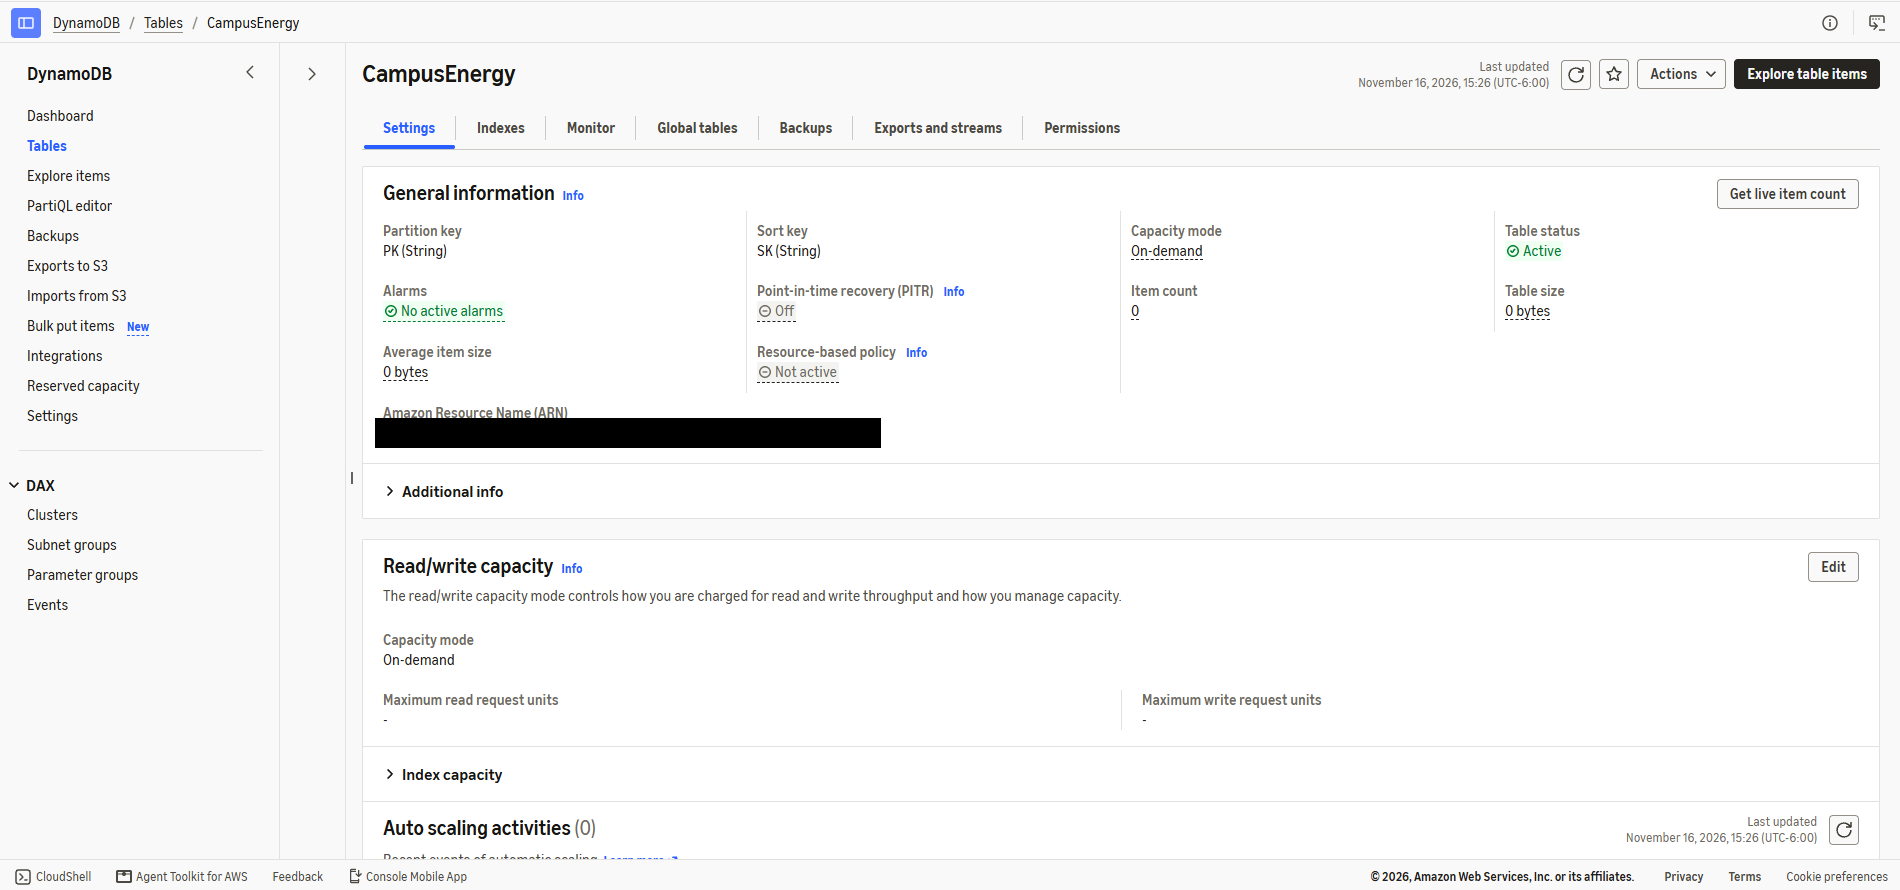 DynamoDB / Tables / CampusEnergy
DynamoDB
Dashboard
Tables
Explore items
PartiQL editor
Backups
Exports to S3
Imports from S3
Bulk put items New
Integrations
Reserved capacity
Settings
DAX
Clusters
Subnet groups
Parameter groups
Events
CampusEnergy
Last updated
November 16, 2026, 15:26 (UTC-6:00)
Actions
Explore table items
Settings
Indexes
Monitor
Global tables
Backups
Exports and streams
Permissions
General information Info
Get live item count
Partition key
PK (String)
Sort key
SK (String)
Capacity mode
On-demand
Table status
Active
Alarms
No active alarms
Point-in-time recovery (PITR) Info
Off
Item count
0
Table size
0 bytes
Average item size
0 bytes
Resource-based policy Info
Not active
Amazon Resource Name (ARN)
Additional info
Read/write capacity Info
Edit
The read/write capacity mode controls how you are charged for read and write throughput and how you manage capacity.
Capacity mode
On-demand
Maximum read request units
-
Maximum write request units
-
Index capacity
Auto scaling activities (0)
Last updated
November 16, 2026, 15:26 (UTC-6:00)
Recent events of automatic scaling. Learn more
CloudShell
Agent Toolkit for AWS
Feedback
Console Mobile App
© 2026, Amazon Web Services, Inc. or its affiliates.
Privacy
Terms
Cookie preferences